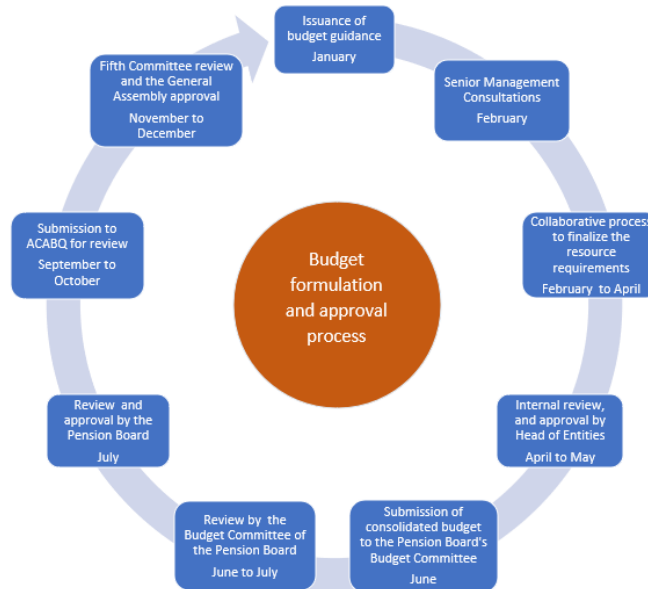 Issuance of
budget guidance
January
Senior Management
Consultations
February
Collaborative process
to finalize the
resource
requirements
February to April
Internal review,
and approval by
Head of Entities
April to May
Submission of
consolidated budget
to the Pension Board's
Budget Committee
June
Review by the
Budget Committee of
the Pension Board
June to July
Review and
approval by the
Pension Board
July
Submission to
ACABQ for review
September to
October
Fifth Committee review
and the General
Assembly approval
November to
December
Budget
formulation
and approval
process